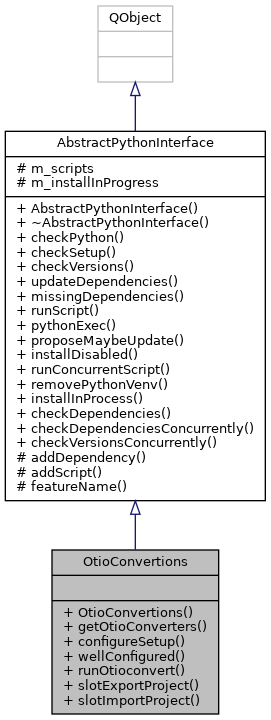 QObject
AbstractPythonInterface
# m_scripts
# m_installInProgress
+ AbstractPythonInterface()
+ ~AbstractPythonInterface()
+ checkPython()
+ checkSetup()
+ checkVersions()
+ updateDependencies()
+ missingDependencies()
+ runScript()
+ pythonExec()
+ proposeMaybeUpdate()
+ installDisabled()
+ runConcurrentScript()
+ removePythonVenv()
+ installInProcess()
+ checkDependencies()
+ checkDependenciesConcurrently()
+ checkVersionsConcurrently()
# addDependency()
# addScript()
# featureName()
OtioConvertions
+ OtioConvertions()
+ getOtioConverters()
+ configureSetup()
+ wellConfigured()
+ runOtioconvert()
+ slotExportProject()
+ slotImportProject()